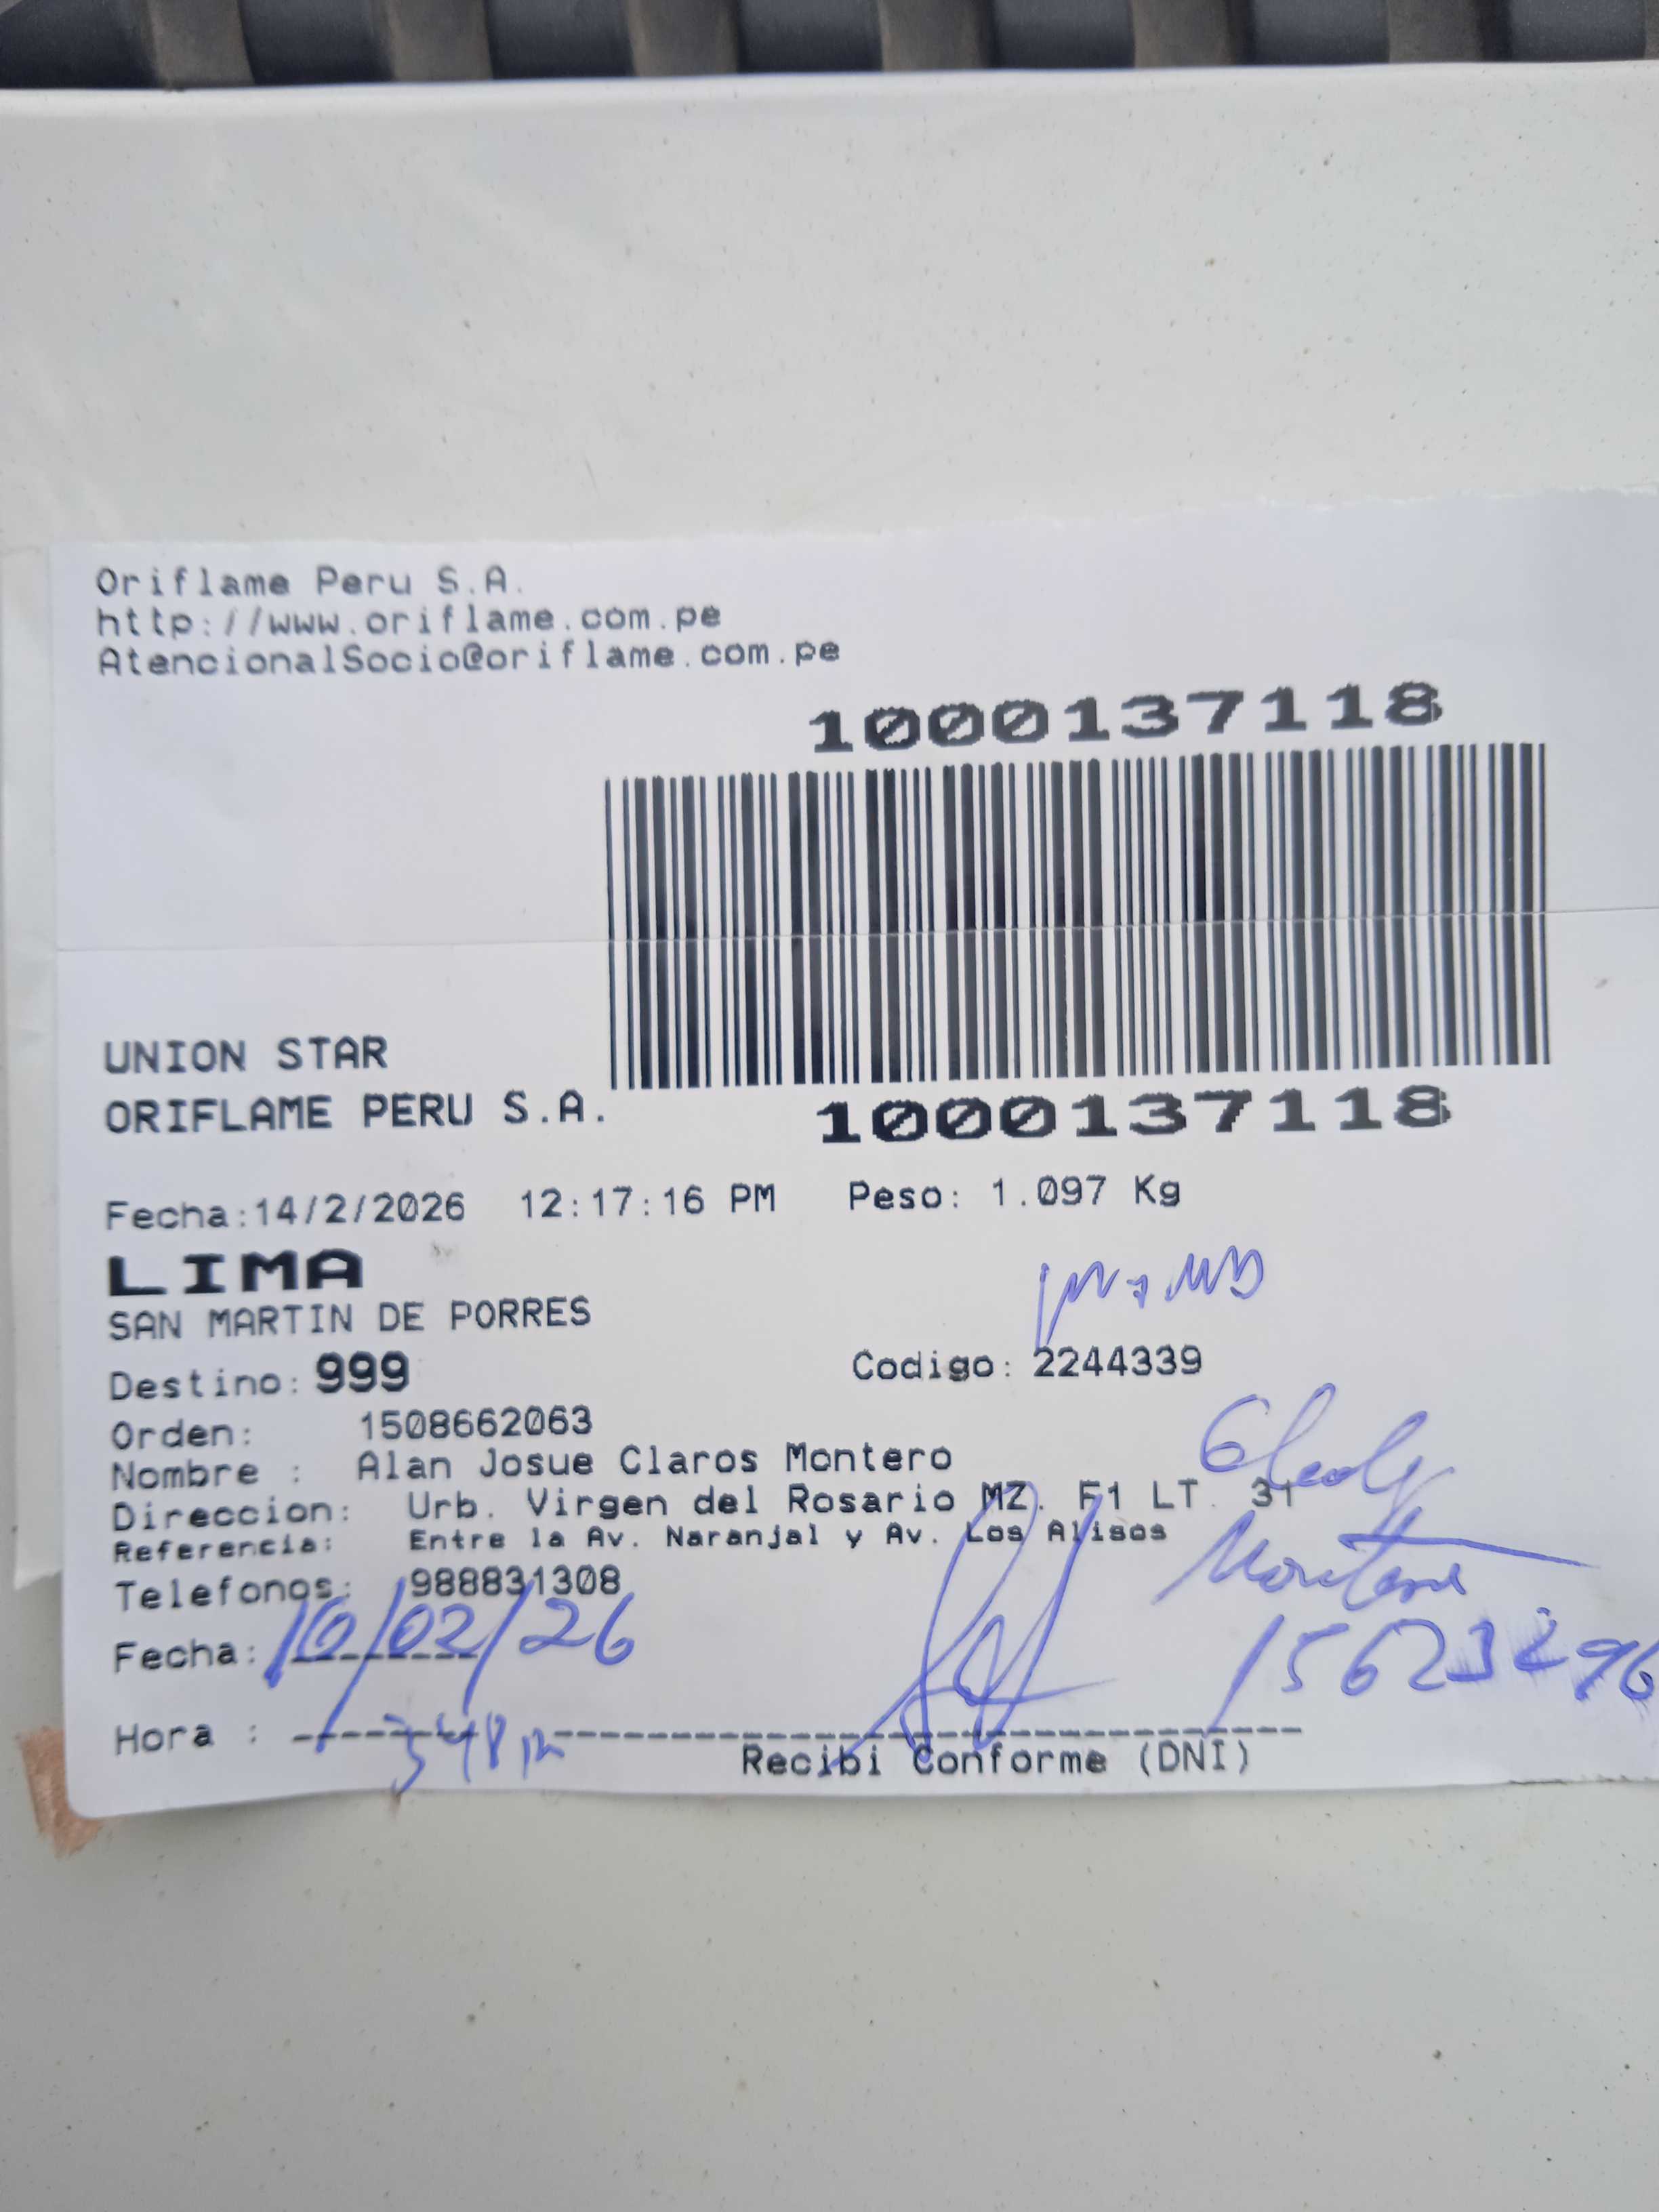 Oriflame Peru S.A.
http://www.oriflame.com.pe
AtencionalSocio@oriflame.com.pe
1000137118
UNION STAR
ORIFLAME PERU S.A.
1000137118
Fecha:14/2/2026 12:17:16 PM Peso: 1.097 Kg
LIMA
SAN MARTIN DE PORRES
Destino: 999 Codigo: 2244339
Orden: 1508662063
Nombre : Alan Josue Claros Montero
Direccion: Urb. Virgen del Rosario MZ. F1 LT. 31
Referencia: Entre la Av. Naranjal y Av. Los Alisos
Telefonos: 988831308
Fecha: 16/02/26
Hora : 348
Recibi Conforme (DNI)